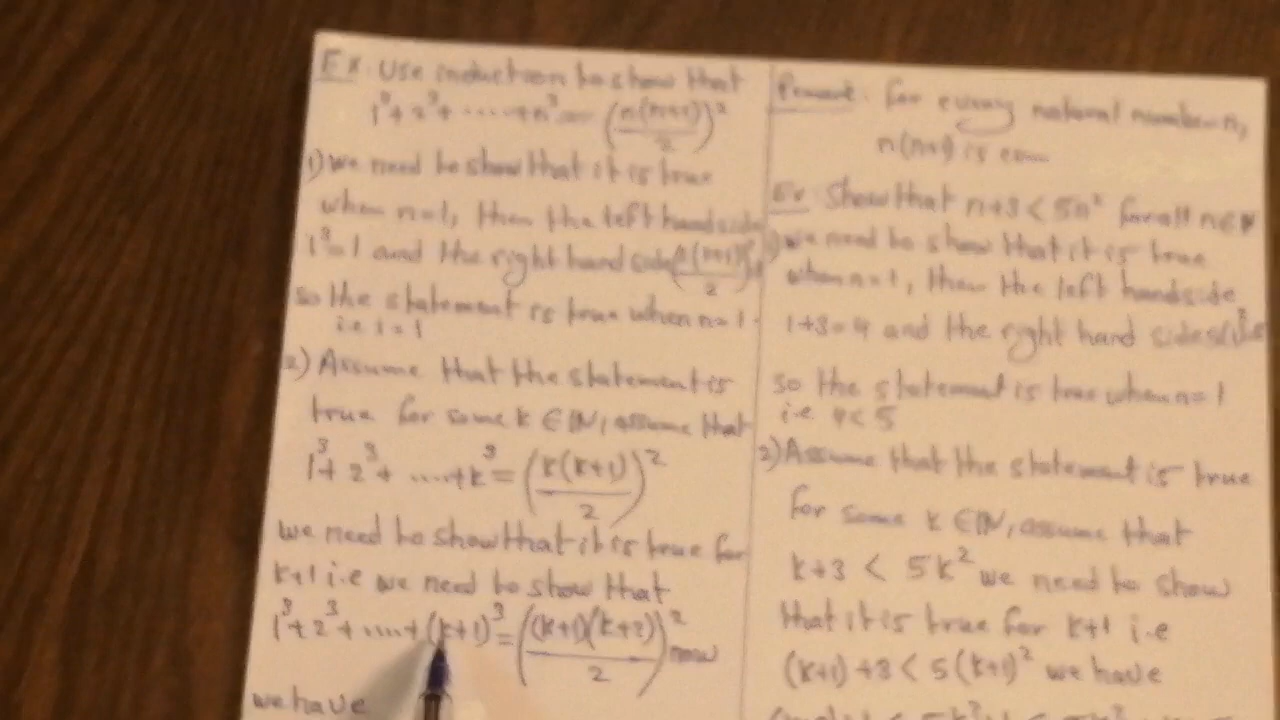 Ex: Use induction to show that
1³+2³+ ...... +n³ = (n(n+1)/2)²
1) we need to show that it is true
when n=1, then the left hand side
1³=1 and the right hand side
so the statement is true when n=1.
i.e 1=1
2) Assume that the statement is
true for some k ∈ ℕ, assume that
1³+2³+ .....+k³ = (k(k+1)/2)²
we need to show that it is true for
k+1 i.e we need to show that
1³+2³+.....+(k+1)³ = ((k+1)(k+2)/2)² now
we have
Remark: for every natural number n,
n(n+1) is even
Ex: Show that n+3 < 5n² for all n ∈ ℕ
1) we need to show that it is true
when n=1, then the left hand side
1+3=4 and the right hand side
so the statement is true when n=1
i.e 4<5
2) Assume that the statement is true
for some k ∈ ℕ, assume that
k+3 < 5k² we need to show
that it is true for k+1 i.e
(k+1)+3 < 5(k+1)² we have